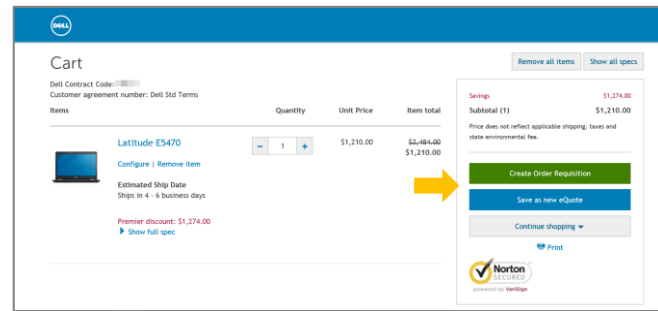 DELL
Cart
Remove all items
Show all specs
Dell Contract Code:
Customer agreement number: Dell Std Terms
Items
Quantity
Unit Price
Item total
Latitude E5470
- 1 +
$1,210.00
$2,484.00
$1,210.00
Configure | Remove item
Estimated Ship Date
Ships in 4 - 6 business days
Premier discount: $1,274.00
Show full spec
Savings $1,274.00
Subtotal (1) $1,210.00
Price does not reflect applicable shipping, taxes and
state environmental fee.
Create Order Requisition
Save as new eQuote
Continue shopping
Print
Norton
SECURED
powered by VeriSign